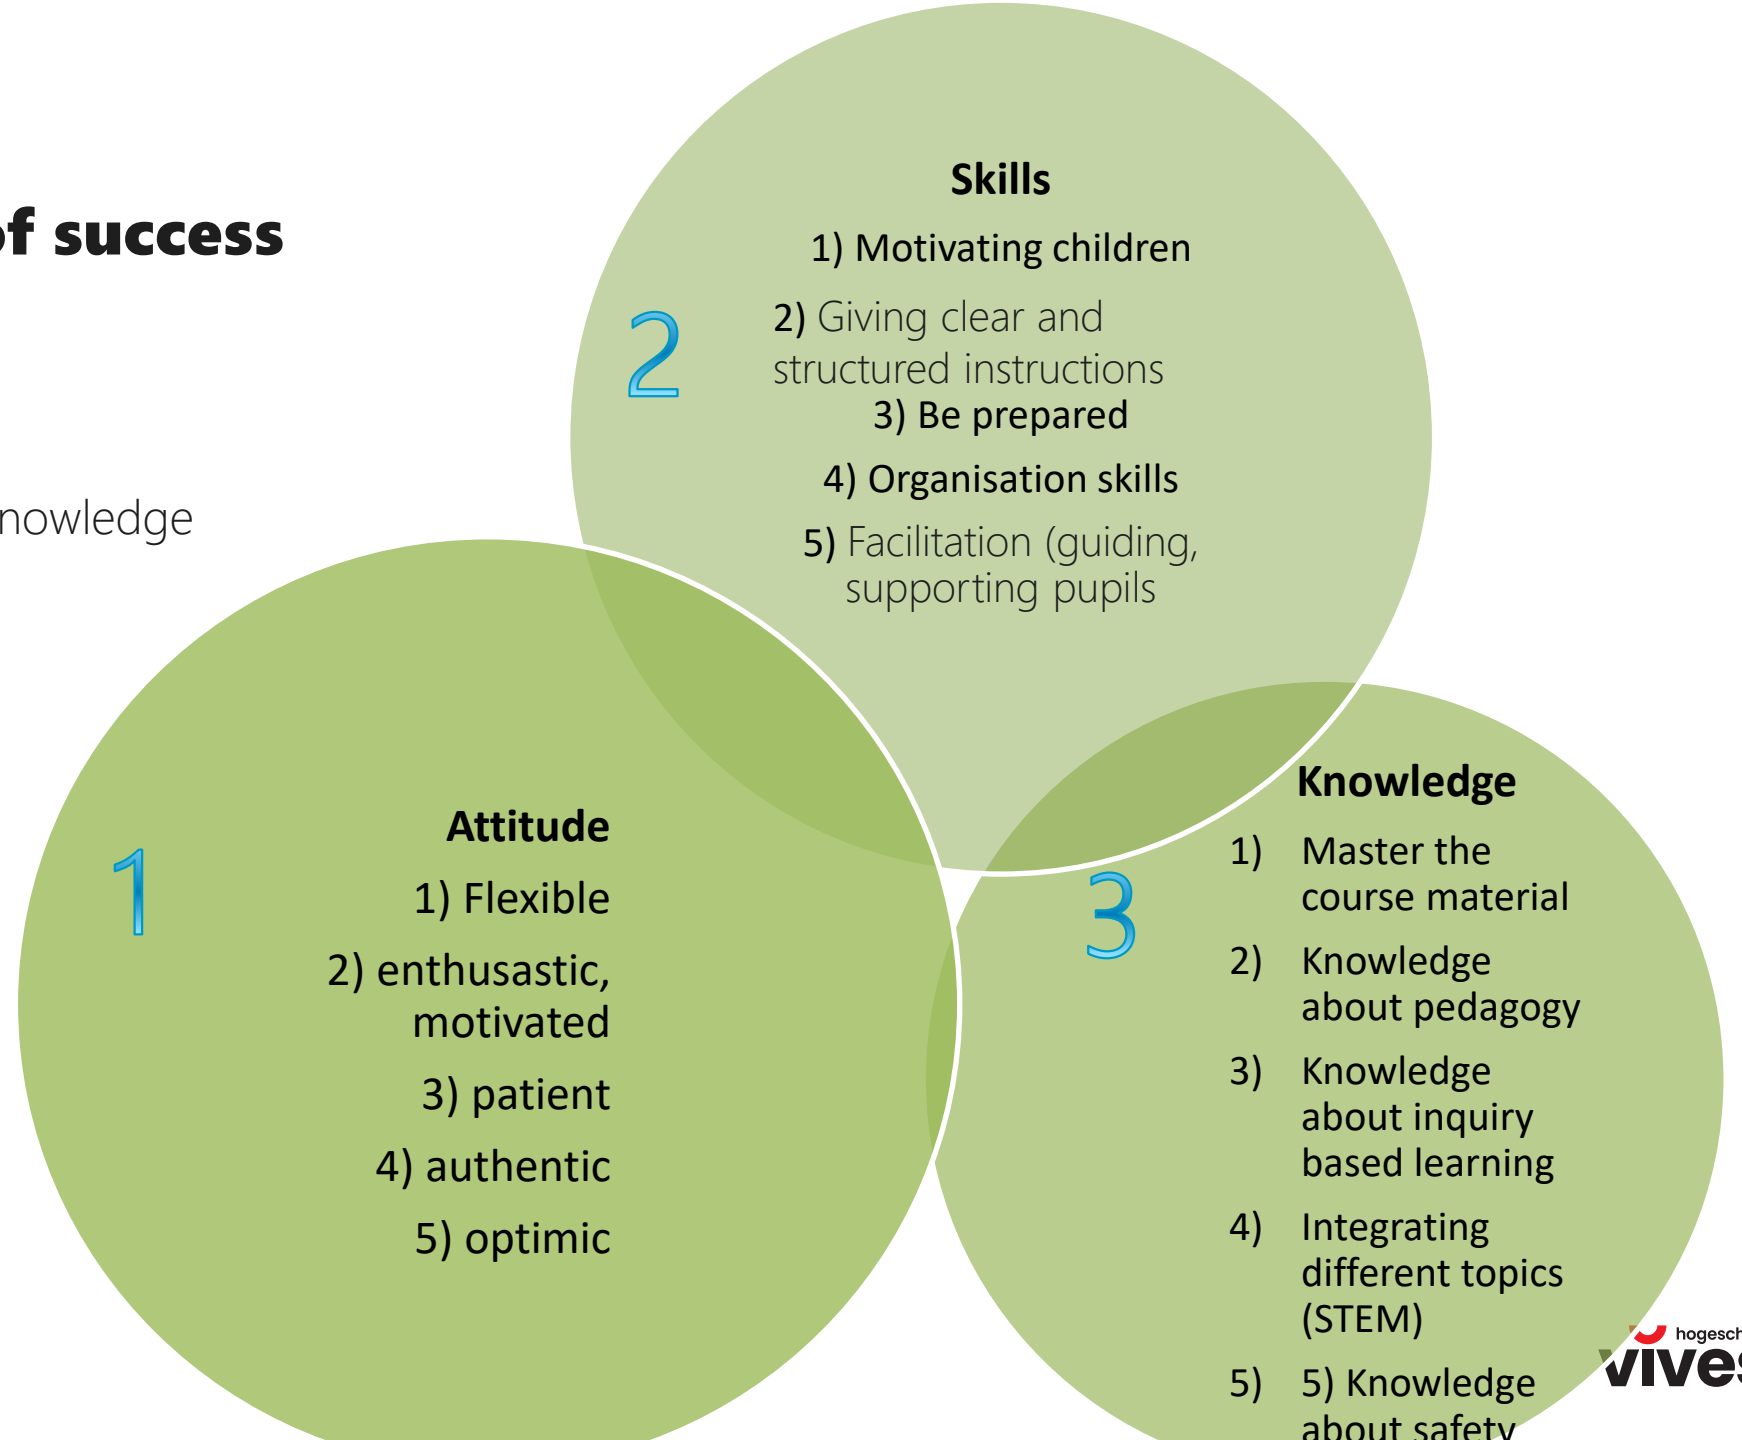 of success
nowledge
2
Skills
1) Motivating children
2) Giving clear and
structured instructions
3) Be prepared
4) Organisation skills
5) Facilitation (guiding,
supporting pupils
1
Attitude
1) Flexible
2) enthusastic,
motivated
3) patient
4) authentic
5) optimic
3
Knowledge
1) Master the
course material
2) Knowledge
about pedagogy
3) Knowledge
about inquiry
based learning
4) Integrating
different topics
(STEM)
5) 5) Knowledge
about safety
hogesch
vives